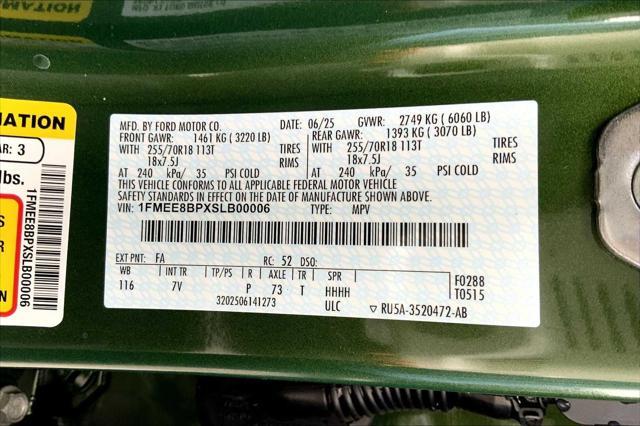 MATION
AR: 3
lbs.
S
R
N
1FMEE8BPXSLB00006
MFD. BY FORD MOTOR CO. DATE: 06/25 GVWR: 2749 KG (6060 LB)
FRONT GAWR: 1461 KG (3220 LB) REAR GAWR: 1393 KG (3070 LB)
WITH 255/70R18 113T TIRES WITH 255/70R18 113T TIRES
18x7.5J RIMS 18x7.5J RIMS
AT 240 kPa/ 35 PSI COLD AT 240 kPa/ 35 PSI COLD
THIS VEHICLE CONFORMS TO ALL APPLICABLE FEDERAL MOTOR VEHICLE
SAFETY STANDARDS IN EFFECT ON THE DATE OF MANUFACTURE SHOWN ABOVE.
VIN: 1FMEE8BPXSLB00006 TYPE: MPV
EXT PNT: FA RC: 52 DSO:
WB INT TR TP/PS R AXLE TR SPR
116 7V P 73 T HHHH
F0288
T0515
3202506141273 ULC ▽ RU5A-3520472-AB